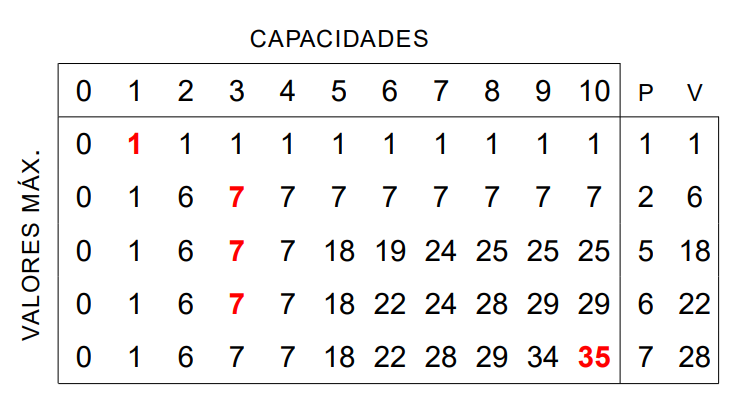 CAPACIDADES
0 1 2 3 4 5 6 7 8 9 10 P V
VALORES MÁX.
0 1 1 1 1 1 1 1 1 1 1 1 1
0 1 6 7 7 7 7 7 7 7 7 2 6
0 1 6 7 7 18 19 24 25 25 25 5 18
0 1 6 7 7 18 22 24 28 29 29 6 22
0 1 6 7 7 18 22 28 29 34 35 7 28